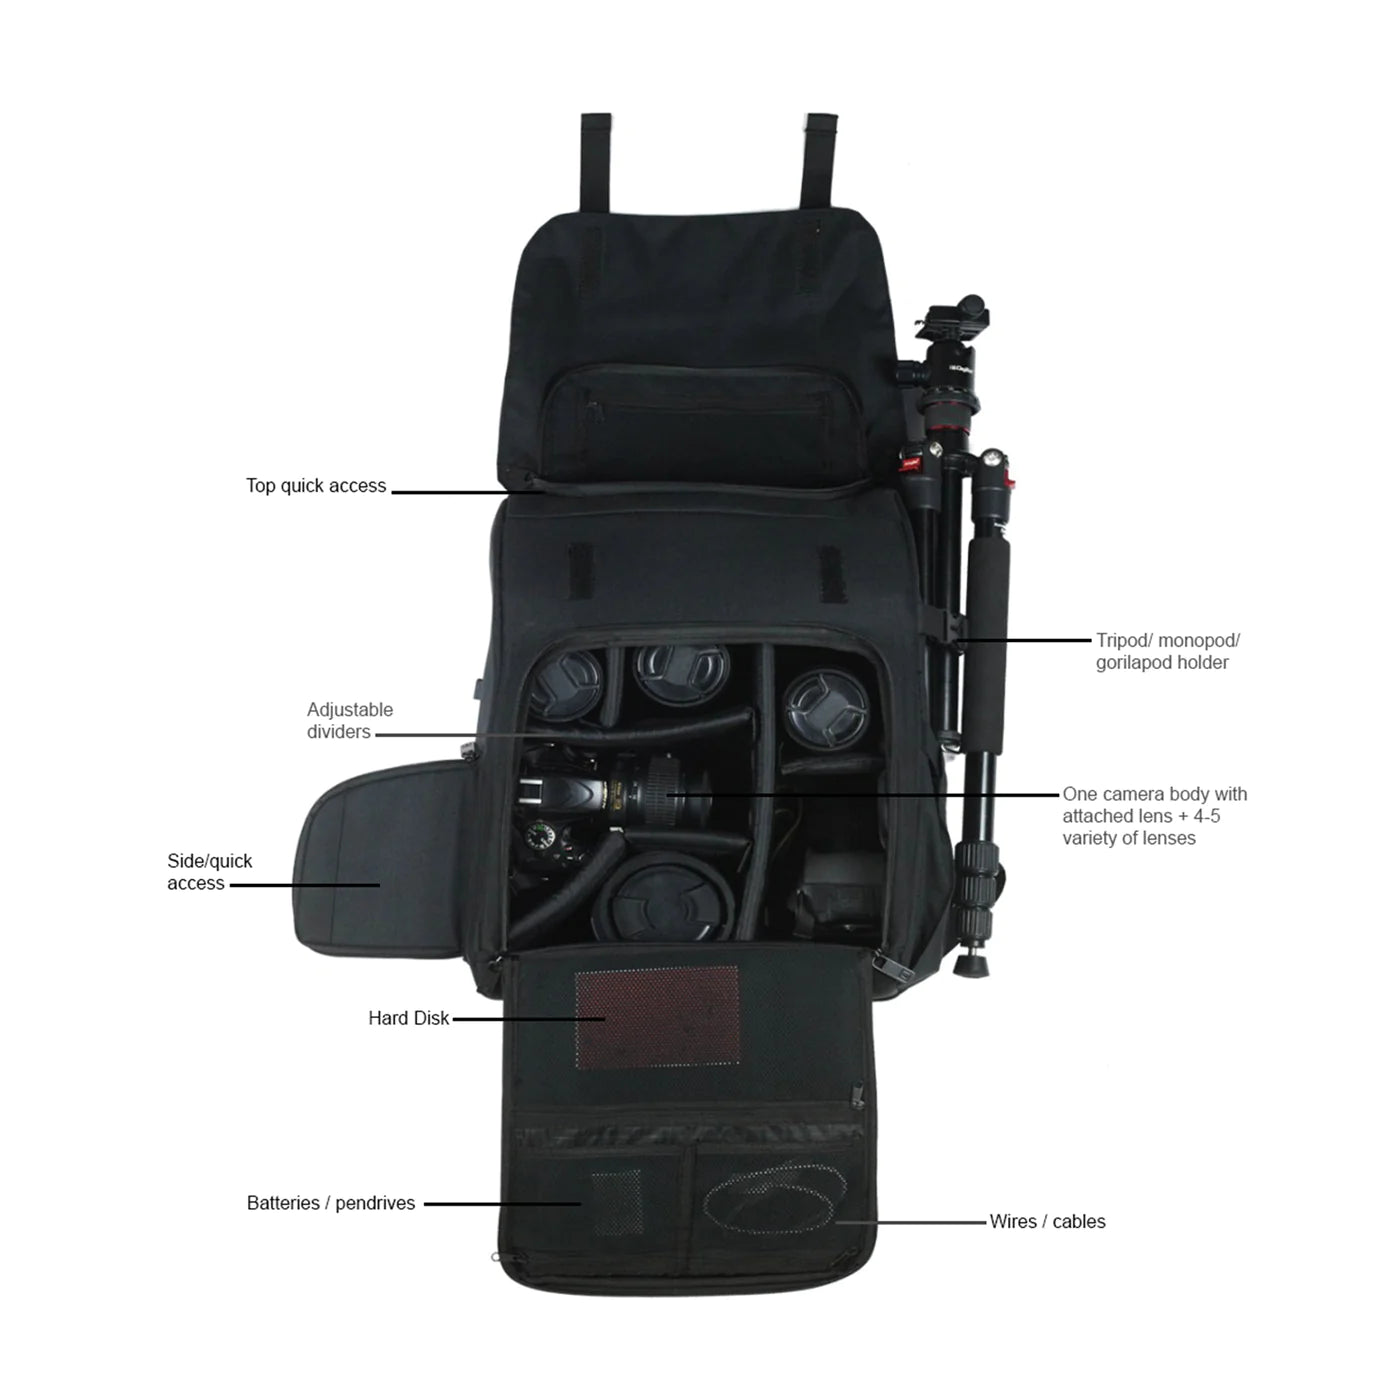 Top quick access
Tripod/ monopod/
gorilapod holder
Adjustable
dividers
One camera body with
attached lens + 4-5
variety of lenses
Side/quick
access
Hard Disk
Batteries / pendrives
Wires / cables